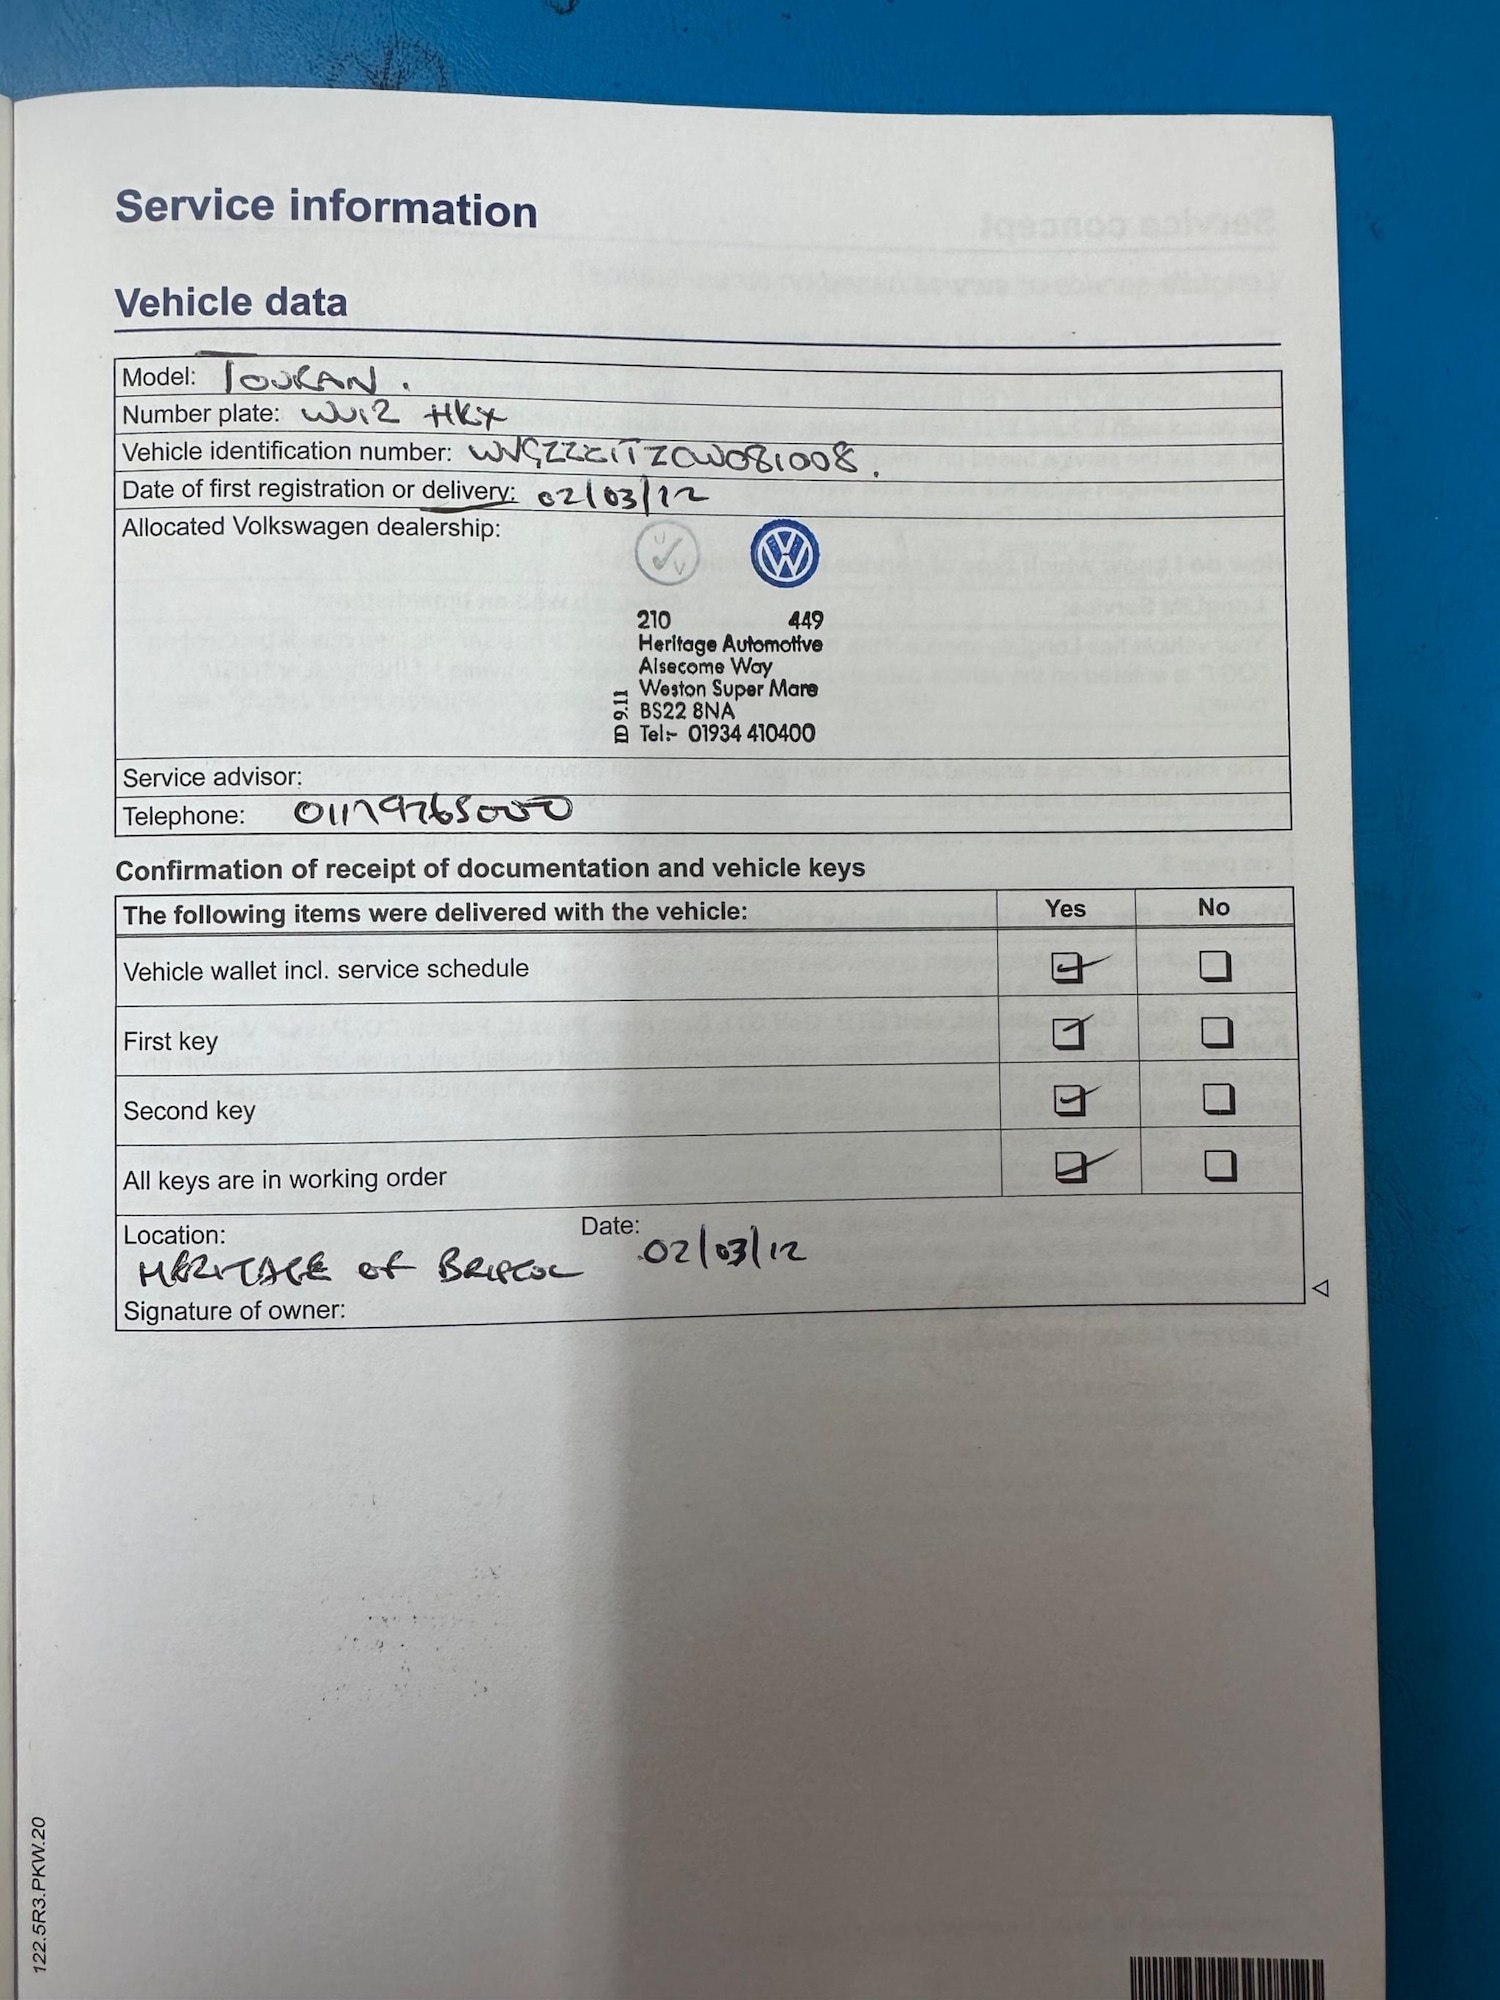 Service information
Vehicle data
Model: TOURAN.
Number plate: WU12 HKX
Vehicle identification number: WVGZZZ1TZCW081008.
Date of first registration or delivery: 02/03/12
Allocated Volkswagen dealership:
210 449
Heritage Automotive
Aisecome Way
Weston Super Mare
BS22 8NA
Tel:- 01934 410400
ID 9.11
Service advisor:
Telephone: 01179765000
Confirmation of receipt of documentation and vehicle keys
The following items were delivered with the vehicle: Yes No
Vehicle wallet incl. service schedule
First key
Second key
All keys are in working order
Location: Date:
HERITAGE of BRISTOL 02/03/12
Signature of owner:
122.5R3.PKW.20